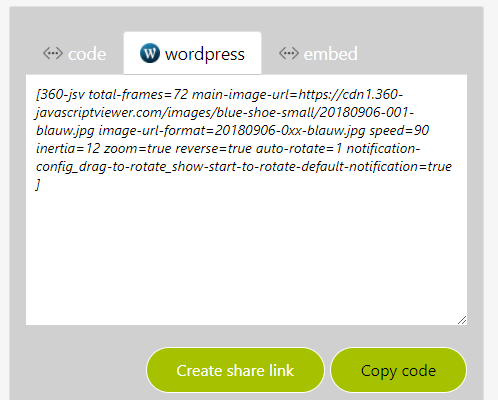 code wordpress embed
[360-jsv total-frames=72 main-image-url=https://cdn1.360-
javascriptviewer.com/images/blue-shoe-small/20180906-001-
blauw.jpg image-url-format=20180906-0xx-blauw.jpg speed=90
inertia=12 zoom=true reverse=true auto-rotate=1 notification-
config_drag-to-rotate_show-start-to-rotate-default-notification=true
]
Create share link Copy code